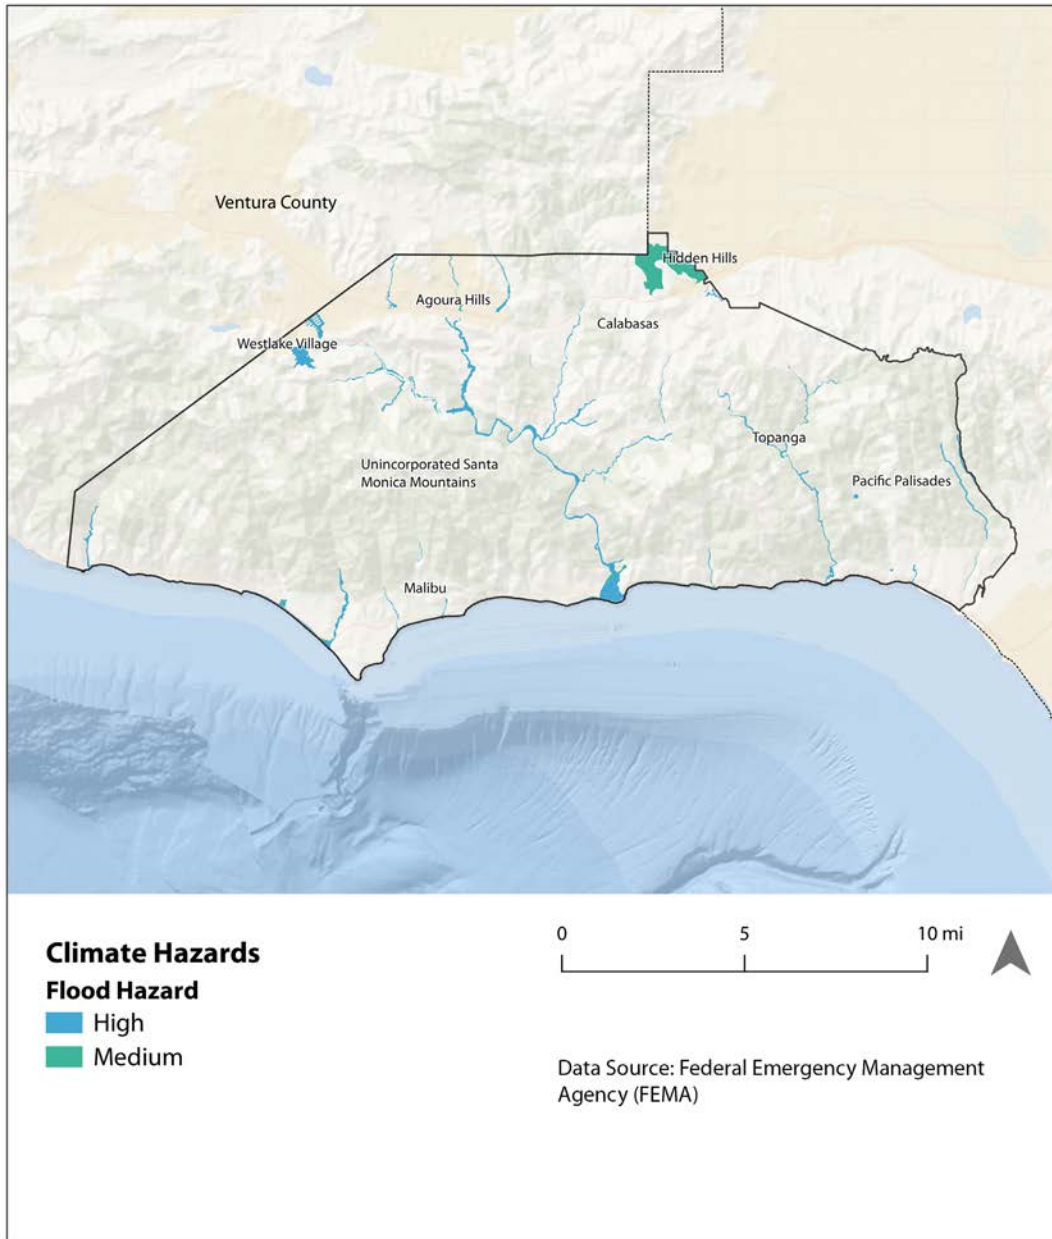 Ventura County
Hidden Hills
Agoura Hills
Calabasas
Westlake Village
Topanga
Unincorporated Santa
Monica Mountains
Pacific Palisades
Malibu
Climate Hazards
Flood Hazard
High
Medium
0 5 10 mi
Data Source: Federal Emergency Management
Agency (FEMA)